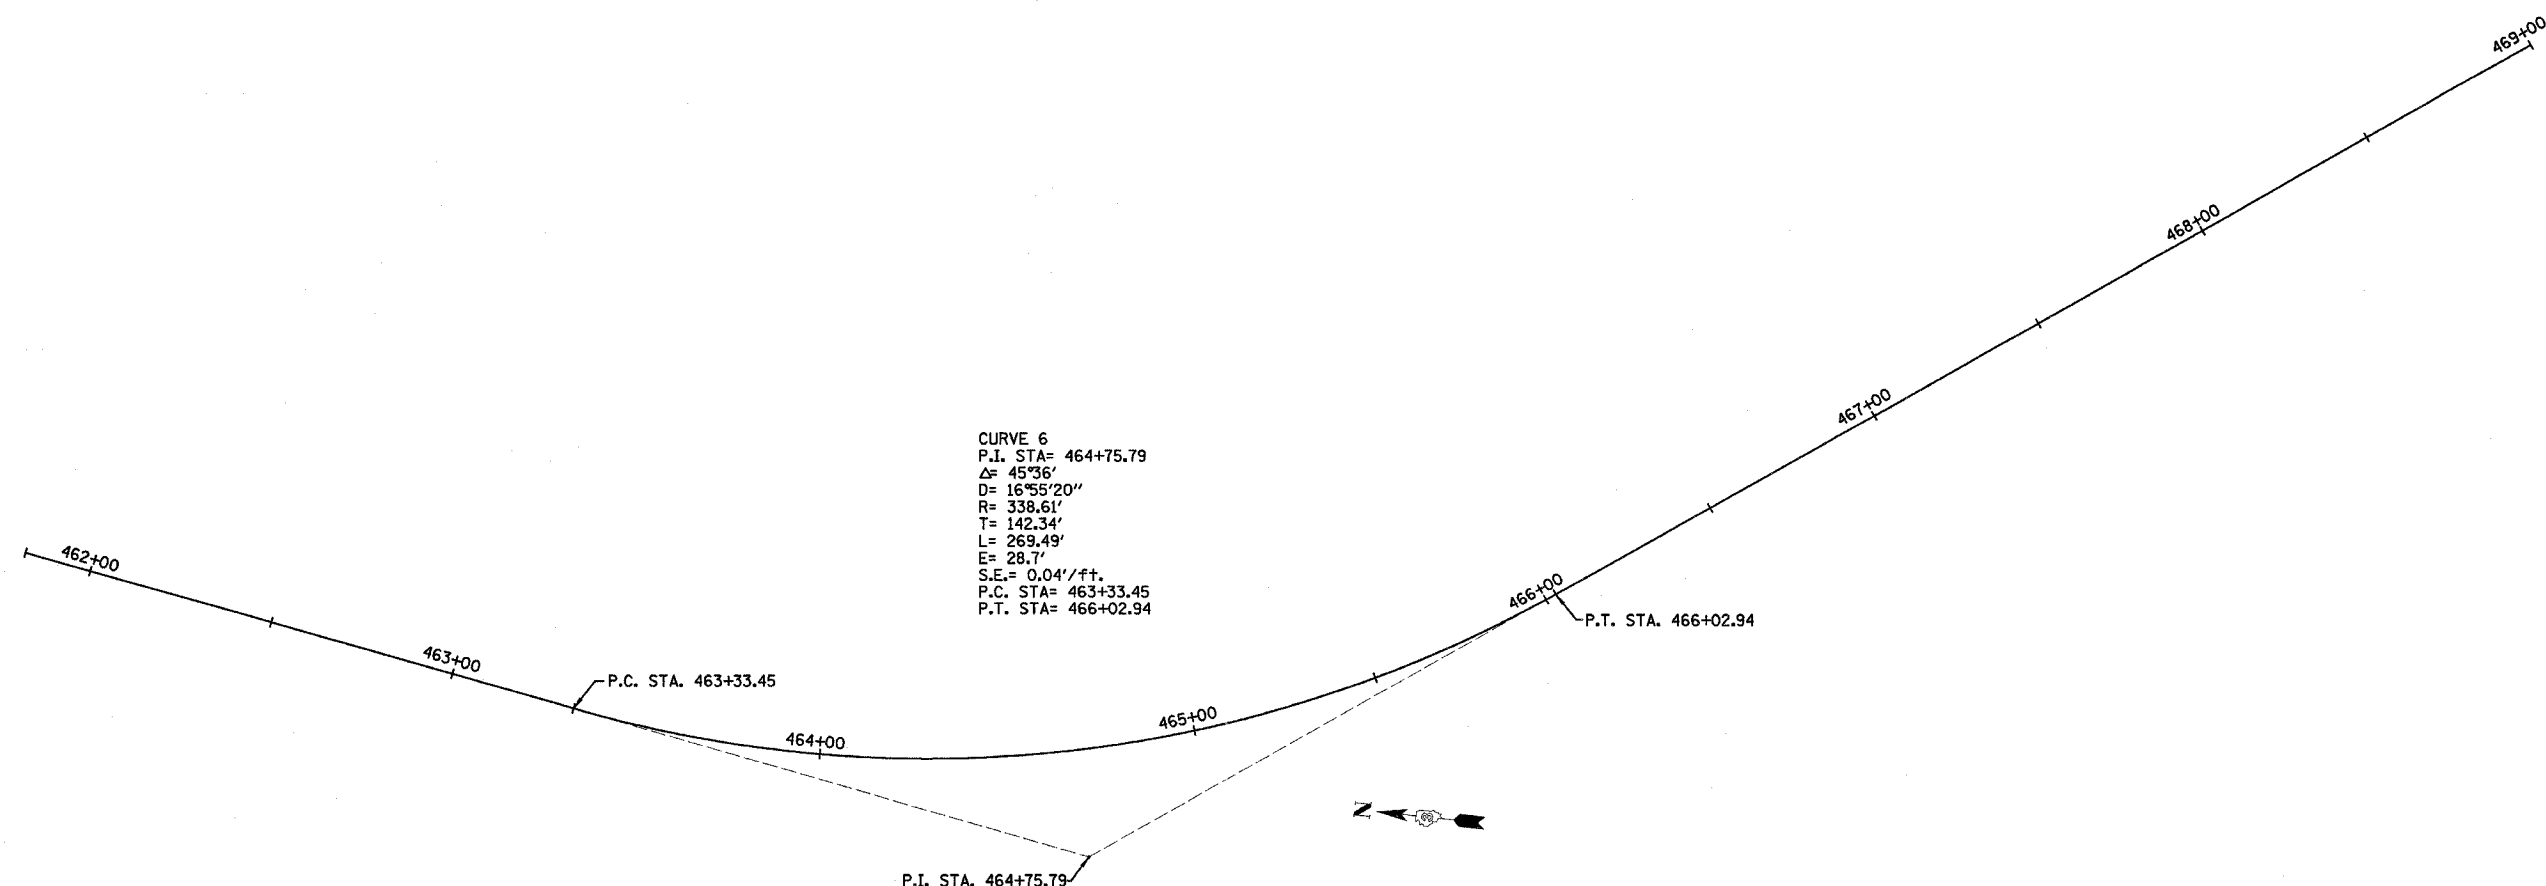 469+00
468+00
467+00
CURVE 6
P.I. STA= 464+75.79
Δ= 45°36'
D= 16°55'20''
R= 338.61'
T= 142.34'
L= 269.49'
E= 28.7'
S.E.= 0.04'/ft.
P.C. STA= 463+33.45
P.T. STA= 466+02.94
462+00
466+00
P.T. STA. 466+02.94
463+00
P.C. STA. 463+33.45
465+00
464+00
N
P.I. STA. 464+75.79